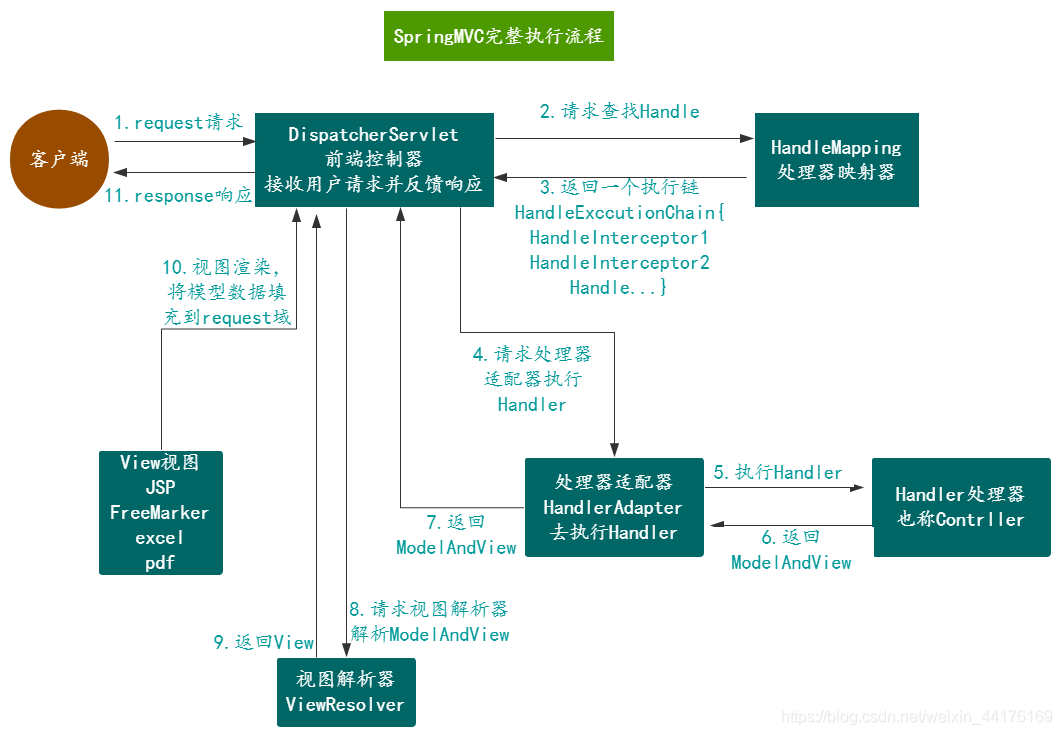 SpringMVC完整执行流程
客户端
1.request请求
11.response响应
DispatcherServlet
前端控制器
接收用户请求并反馈响应
2.请求查找Handle
HandleMapping
处理器映射器
3.返回一个执行链
HandleExccutionChain{
HandleInterceptor1
HandleInterceptor2
Handle...}
10.视图渲染,
将模型数据填
充到request域
4.请求处理器
适配器执行
Handler
View视图
JSP
FreeMarker
excel
pdf
处理器适配器
HandlerAdapter
去执行Handler
5.执行Handler
Handler处理器
也称Contrller
6.返回
ModelAndView
7.返回
ModelAndView
8.请求视图解析器
解析ModelAndView
9.返回View
视图解析器
ViewResolver
https://blog.csdn.net/weixin_44176169